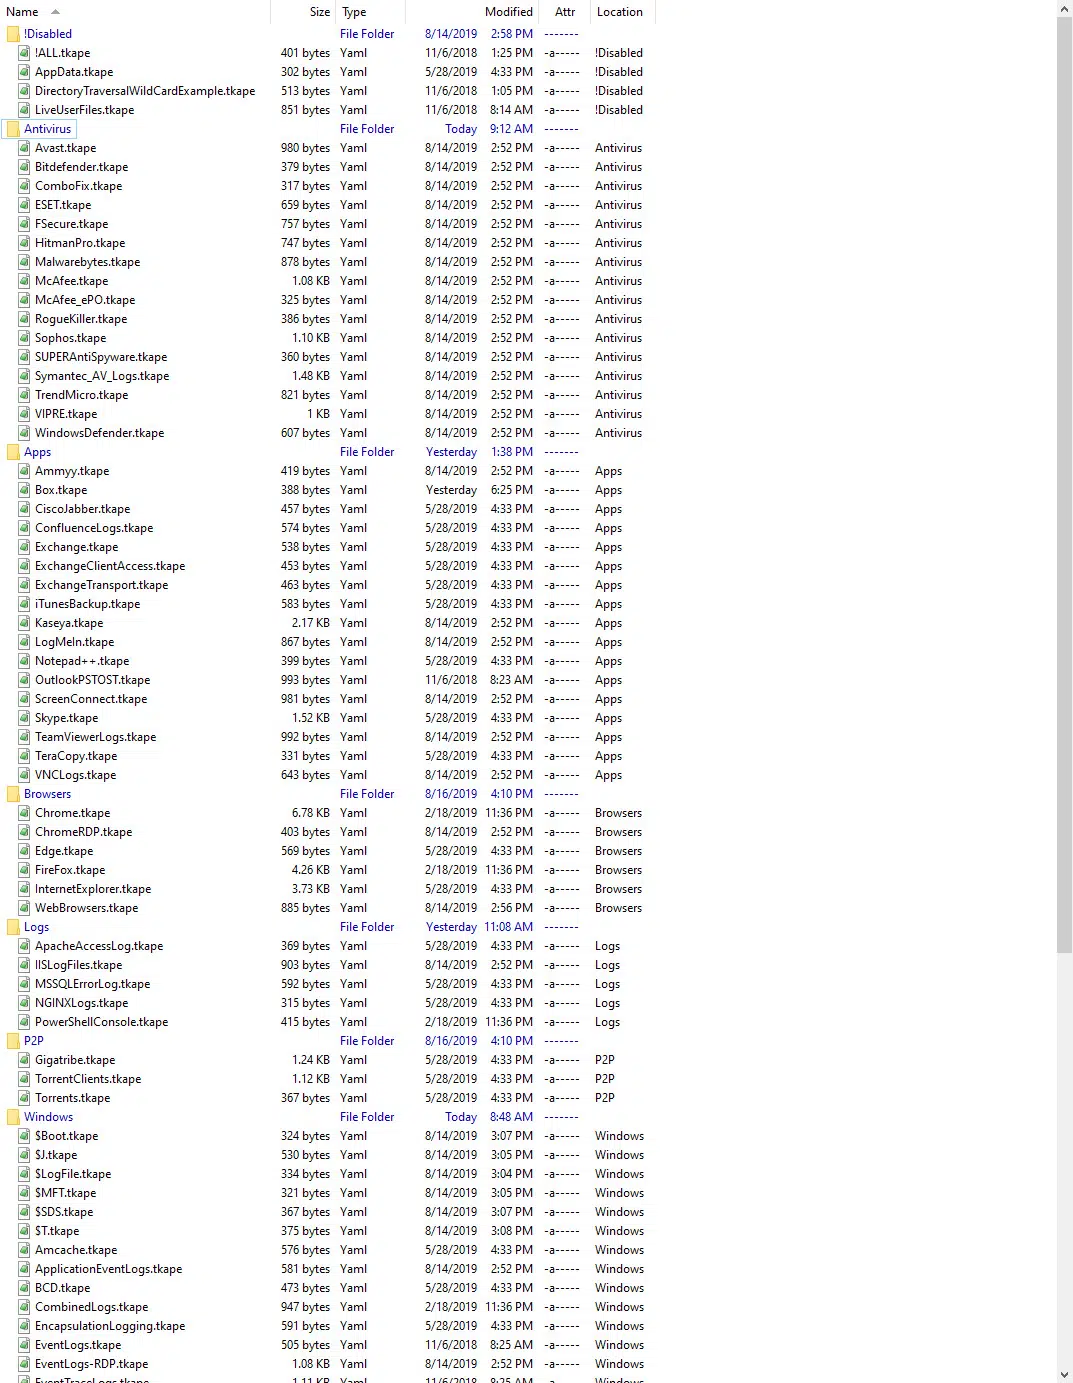 Name Size Type Modified Attr Location
!Disabled File Folder 8/14/2019 2:58 PM -------
!ALL.tkape 401 bytes Yaml 11/6/2018 1:25 PM -a----- !Disabled
AppData.tkape 302 bytes Yaml 5/28/2019 4:33 PM -a----- !Disabled
DirectoryTraversalWildCardExample.tkape 513 bytes Yaml 11/6/2018 1:05 PM -a----- !Disabled
LiveUserFiles.tkape 851 bytes Yaml 11/6/2018 8:14 AM -a----- !Disabled
Antivirus File Folder Today 9:12 AM -------
Avast.tkape 980 bytes Yaml 8/14/2019 2:52 PM -a----- Antivirus
Bitdefender.tkape 379 bytes Yaml 8/14/2019 2:52 PM -a----- Antivirus
ComboFix.tkape 317 bytes Yaml 8/14/2019 2:52 PM -a----- Antivirus
ESET.tkape 659 bytes Yaml 8/14/2019 2:52 PM -a----- Antivirus
FSecure.tkape 757 bytes Yaml 8/14/2019 2:52 PM -a----- Antivirus
HitmanPro.tkape 747 bytes Yaml 8/14/2019 2:52 PM -a----- Antivirus
Malwarebytes.tkape 878 bytes Yaml 8/14/2019 2:52 PM -a----- Antivirus
McAfee.tkape 1.08 KB Yaml 8/14/2019 2:52 PM -a----- Antivirus
McAfee_ePO.tkape 325 bytes Yaml 8/14/2019 2:52 PM -a----- Antivirus
RogueKiller.tkape 386 bytes Yaml 8/14/2019 2:52 PM -a----- Antivirus
Sophos.tkape 1.10 KB Yaml 8/14/2019 2:52 PM -a----- Antivirus
SUPERAntiSpyware.tkape 360 bytes Yaml 8/14/2019 2:52 PM -a----- Antivirus
Symantec_AV_Logs.tkape 1.48 KB Yaml 8/14/2019 2:52 PM -a----- Antivirus
TrendMicro.tkape 821 bytes Yaml 8/14/2019 2:52 PM -a----- Antivirus
VIPRE.tkape 1 KB Yaml 8/14/2019 2:52 PM -a----- Antivirus
WindowsDefender.tkape 607 bytes Yaml 8/14/2019 2:52 PM -a----- Antivirus
Apps File Folder Yesterday 1:38 PM -------
Ammyy.tkape 419 bytes Yaml 8/14/2019 2:52 PM -a----- Apps
Box.tkape 388 bytes Yaml Yesterday 6:25 PM -a----- Apps
CiscoJabber.tkape 457 bytes Yaml 5/28/2019 4:33 PM -a----- Apps
ConfluenceLogs.tkape 574 bytes Yaml 5/28/2019 4:33 PM -a----- Apps
Exchange.tkape 538 bytes Yaml 5/28/2019 4:33 PM -a----- Apps
ExchangeClientAccess.tkape 453 bytes Yaml 5/28/2019 4:33 PM -a----- Apps
ExchangeTransport.tkape 463 bytes Yaml 5/28/2019 4:33 PM -a----- Apps
iTunesBackup.tkape 583 bytes Yaml 5/28/2019 4:33 PM -a----- Apps
Kaseya.tkape 2.17 KB Yaml 8/14/2019 2:52 PM -a----- Apps
LogMeIn.tkape 867 bytes Yaml 8/14/2019 2:52 PM -a----- Apps
Notepad++.tkape 399 bytes Yaml 5/28/2019 4:33 PM -a----- Apps
OutlookPSTOST.tkape 993 bytes Yaml 11/6/2018 8:23 AM -a----- Apps
ScreenConnect.tkape 981 bytes Yaml 8/14/2019 2:52 PM -a----- Apps
Skype.tkape 1.52 KB Yaml 5/28/2019 4:33 PM -a----- Apps
TeamViewerLogs.tkape 992 bytes Yaml 8/14/2019 2:52 PM -a----- Apps
TeraCopy.tkape 331 bytes Yaml 5/28/2019 4:33 PM -a----- Apps
VNCLogs.tkape 643 bytes Yaml 8/14/2019 2:52 PM -a----- Apps
Browsers File Folder 8/16/2019 4:10 PM -------
Chrome.tkape 6.78 KB Yaml 2/18/2019 11:36 PM -a----- Browsers
ChromeRDP.tkape 403 bytes Yaml 8/14/2019 2:52 PM -a----- Browsers
Edge.tkape 569 bytes Yaml 5/28/2019 4:33 PM -a----- Browsers
FireFox.tkape 4.26 KB Yaml 2/18/2019 11:36 PM -a----- Browsers
InternetExplorer.tkape 3.73 KB Yaml 5/28/2019 4:33 PM -a----- Browsers
WebBrowsers.tkape 885 bytes Yaml 8/14/2019 2:56 PM -a----- Browsers
Logs File Folder Yesterday 11:08 AM -------
ApacheAccessLog.tkape 369 bytes Yaml 5/28/2019 4:33 PM -a----- Logs
IISLogFiles.tkape 903 bytes Yaml 8/14/2019 2:52 PM -a----- Logs
MSSQLErrorLog.tkape 592 bytes Yaml 5/28/2019 4:33 PM -a----- Logs
NGINXLogs.tkape 315 bytes Yaml 5/28/2019 4:33 PM -a----- Logs
PowerShellConsole.tkape 415 bytes Yaml 2/18/2019 11:36 PM -a----- Logs
P2P File Folder 8/16/2019 4:10 PM -------
Gigatribe.tkape 1.24 KB Yaml 5/28/2019 4:33 PM -a----- P2P
TorrentClients.tkape 1.12 KB Yaml 5/28/2019 4:33 PM -a----- P2P
Torrents.tkape 367 bytes Yaml 5/28/2019 4:33 PM -a----- P2P
Windows File Folder Today 8:48 AM -------
$Boot.tkape 324 bytes Yaml 8/14/2019 3:07 PM -a----- Windows
$J.tkape 530 bytes Yaml 8/14/2019 3:05 PM -a----- Windows
$LogFile.tkape 334 bytes Yaml 8/14/2019 3:04 PM -a----- Windows
$MFT.tkape 321 bytes Yaml 8/14/2019 3:05 PM -a----- Windows
$SDS.tkape 367 bytes Yaml 8/14/2019 3:07 PM -a----- Windows
$T.tkape 375 bytes Yaml 8/14/2019 3:08 PM -a----- Windows
Amcache.tkape 576 bytes Yaml 5/28/2019 4:33 PM -a----- Windows
ApplicationEventLogs.tkape 581 bytes Yaml 8/14/2019 2:52 PM -a----- Windows
BCD.tkape 473 bytes Yaml 5/28/2019 4:33 PM -a----- Windows
CombinedLogs.tkape 947 bytes Yaml 2/18/2019 11:36 PM -a----- Windows
EncapsulationLogging.tkape 591 bytes Yaml 5/28/2019 4:33 PM -a----- Windows
EventLogs.tkape 505 bytes Yaml 11/6/2018 8:25 AM -a----- Windows
EventLogs-RDP.tkape 1.08 KB Yaml 8/14/2019 2:52 PM -a----- Windows
EventTraceLogs.tkape 1.11 KB Yaml 11/6/2018 8:25 AM -a----- Windows